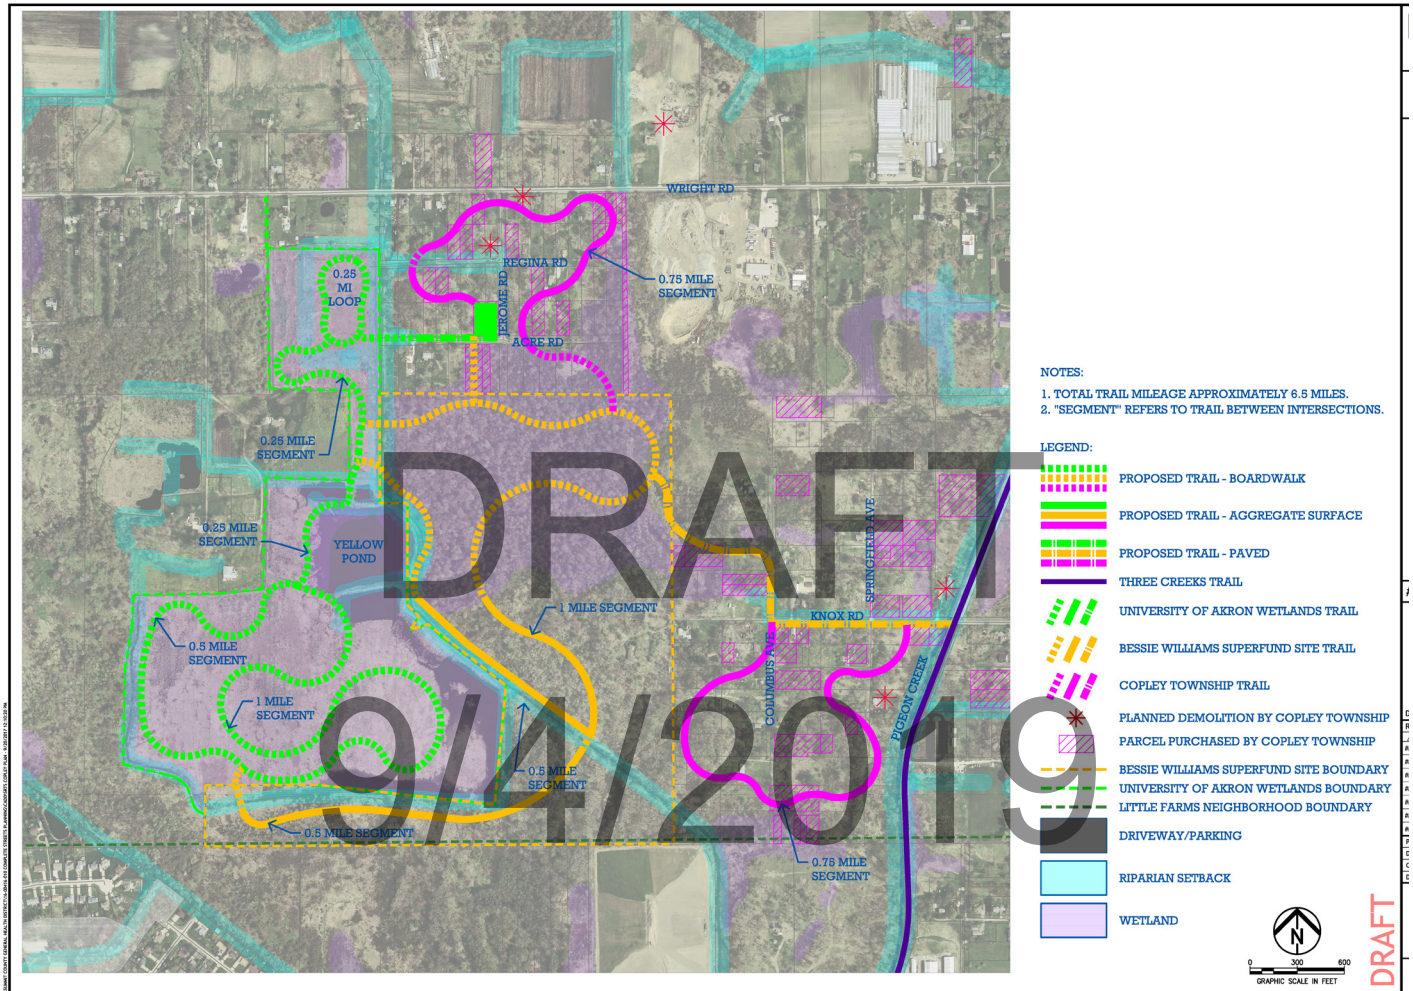 WRIGHT RD
0.25
MI
LOOP
REGINA RD
JEROME RD
0.75 MILE
SEGMENT
ACRE RD
0.25 MILE
SEGMENT
0.25 MILE
SEGMENT
YELLOW
POND
SPRINGFIELD AVE
1 MILE SEGMENT
KNOX RD
0.5 MILE
SEGMENT
COLUMBUS AVE
PIGEON CREEK
1 MILE
SEGMENT
0.5 MILE
SEGMENT
0.5 MILE SEGMENT
0.75 MILE
SEGMENT
DRAFT
9/4/2019
NOTES:
1. TOTAL TRAIL MILEAGE APPROXIMATELY 6.5 MILES.
2. "SEGMENT" REFERS TO TRAIL BETWEEN INTERSECTIONS.
LEGEND:
PROPOSED TRAIL - BOARDWALK
PROPOSED TRAIL - AGGREGATE SURFACE
PROPOSED TRAIL - PAVED
THREE CREEKS TRAIL
UNIVERSITY OF AKRON WETLANDS TRAIL
BESSIE WILLIAMS SUPERFUND SITE TRAIL
COPLEY TOWNSHIP TRAIL
PLANNED DEMOLITION BY COPLEY TOWNSHIP
PARCEL PURCHASED BY COPLEY TOWNSHIP
BESSIE WILLIAMS SUPERFUND SITE BOUNDARY
UNIVERSITY OF AKRON WETLANDS BOUNDARY
LITTLE FARMS NEIGHBORHOOD BOUNDARY
DRIVEWAY/PARKING
RIPARIAN SETBACK
WETLAND
N
0 300 600
GRAPHIC SCALE IN FEET
DRAFT